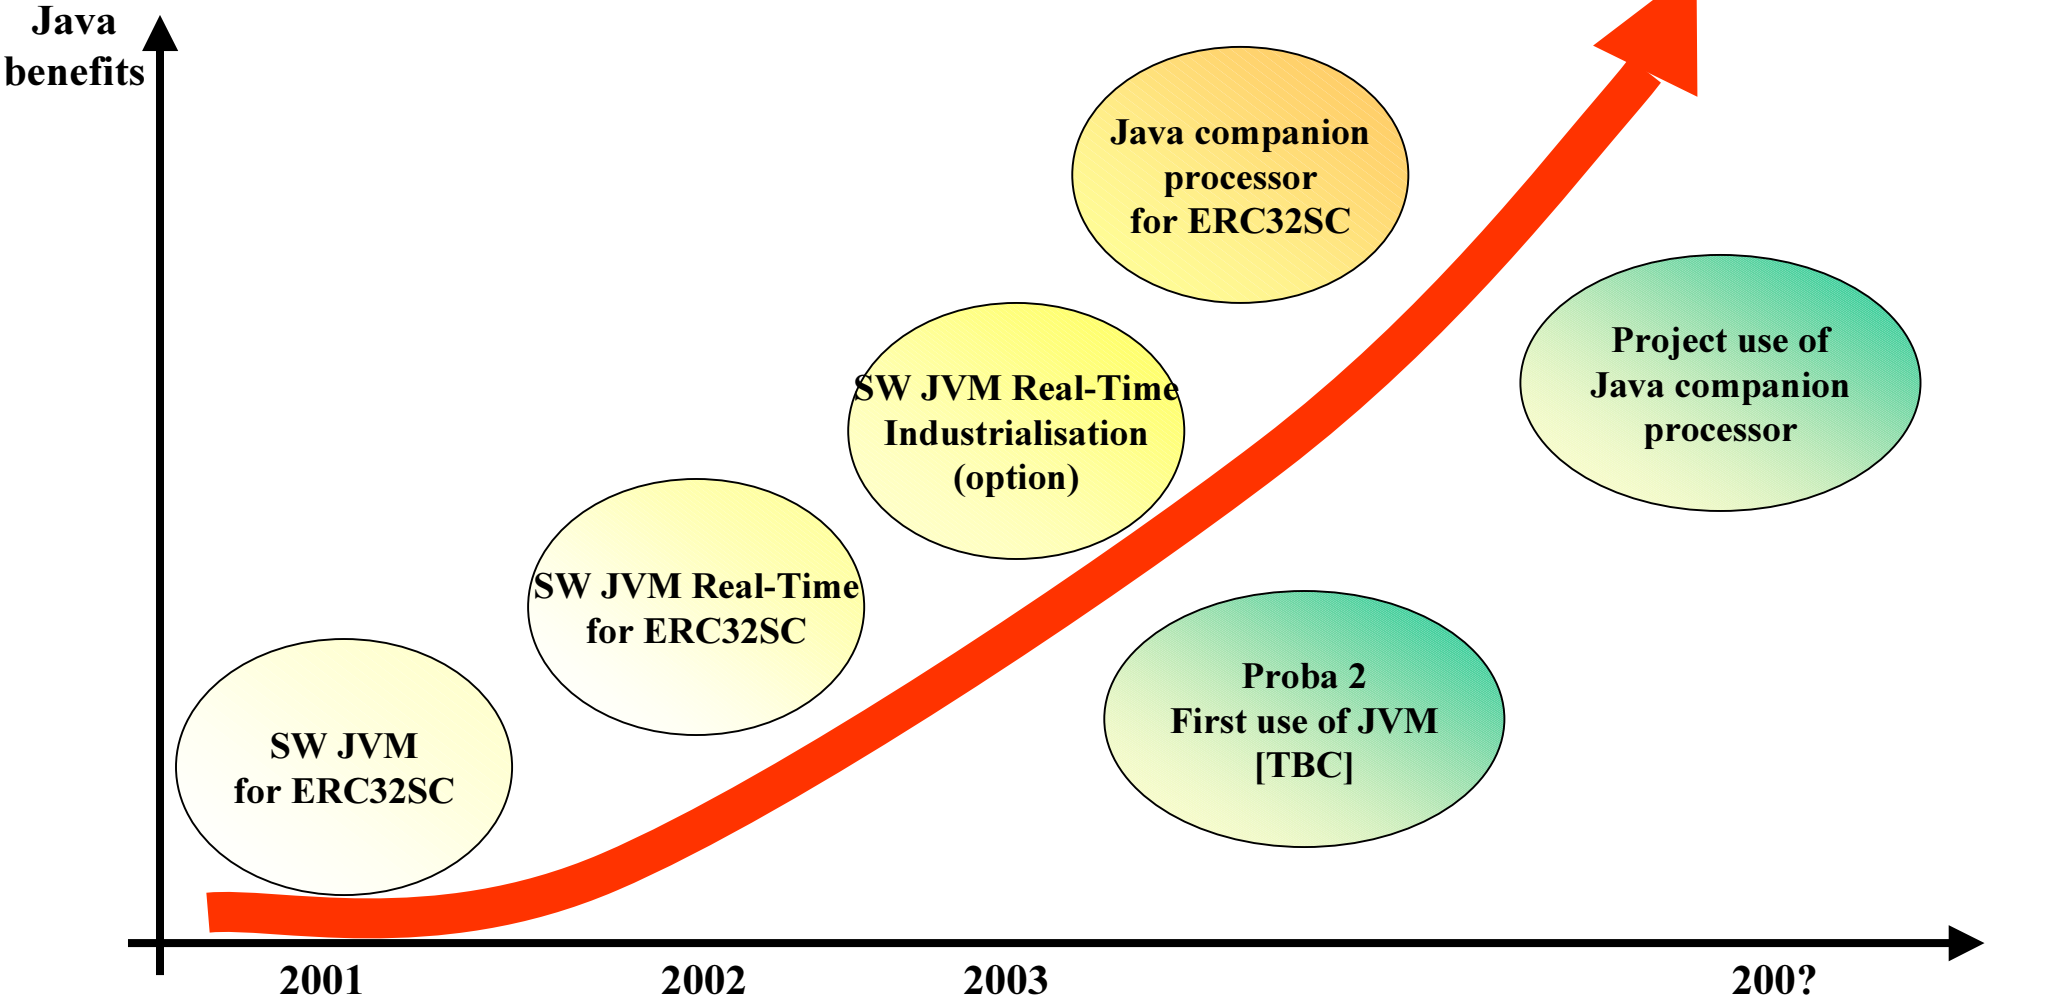 Java
benefits
Java companion
processor
for ERC32SC
SW JVM Real-Time
Industrialisation
(option)
Project use of
Java companion
processor
SW JVM Real-Time
for ERC32SC
Proba 2
First use of JVM
[TBC]
SW JVM
for ERC32SC
2001
2002
2003
200?